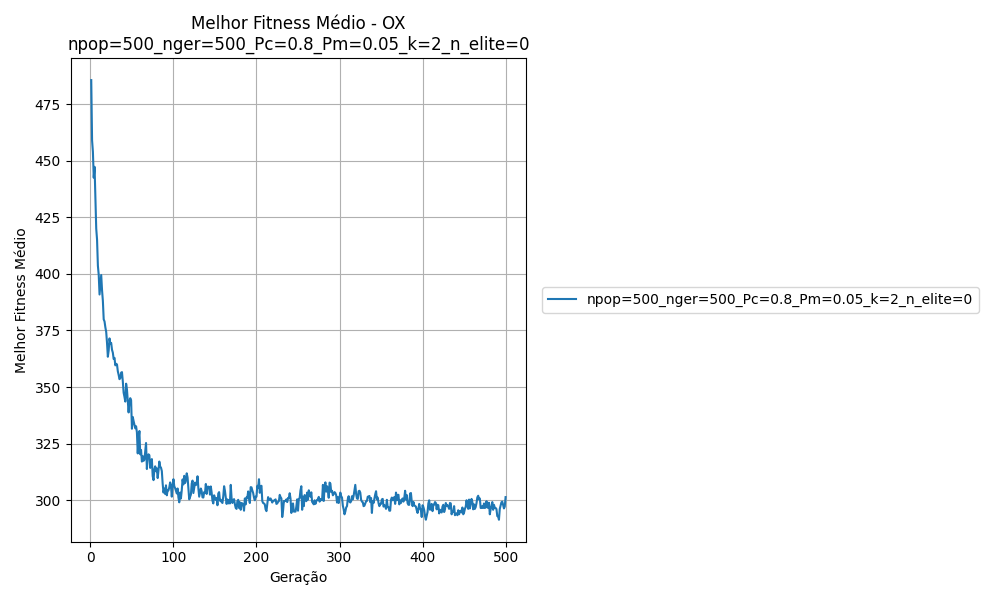 Melhor Fitness Médio - OX
npop=500_nger=500_Pc=0.8_Pm=0.05_k=2_n_elite=0
Melhor Fitness Médio
475
450
425
400
375
350
325
300
0 100 200 300 400 500
Geração
npop=500_nger=500_Pc=0.8_Pm=0.05_k=2_n_elite=0